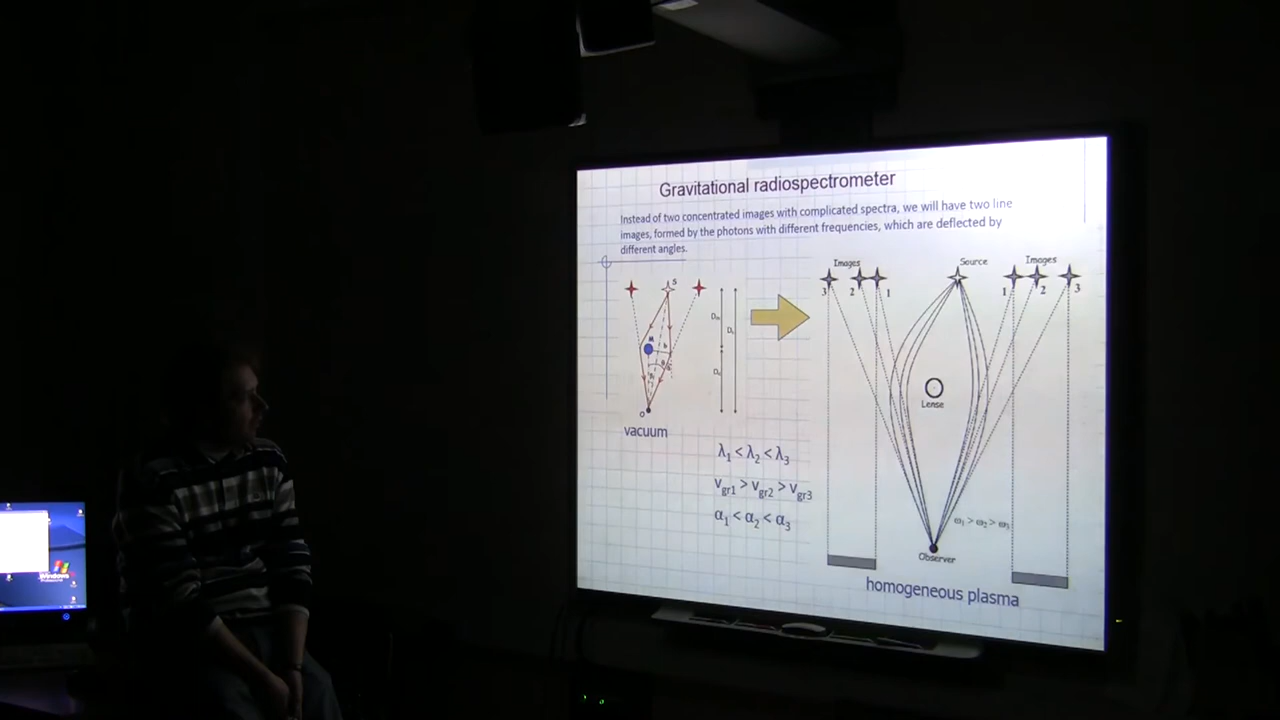 Gravitational radiospectrometer
Instead of two concentrated images with complicated spectra, we will have two line
images, formed by the photons with different frequencies, which are deflected by
different angles.
Images
Source
Images
3 2 1
1 2 3
S
M
O
Lense
vacuum
λ1 < λ2 < λ3
vgr1 > vgr2 > vgr3
α1 < α2 < α3
ω1 > ω2 > ω3
Observer
homogeneous plasma
Windows